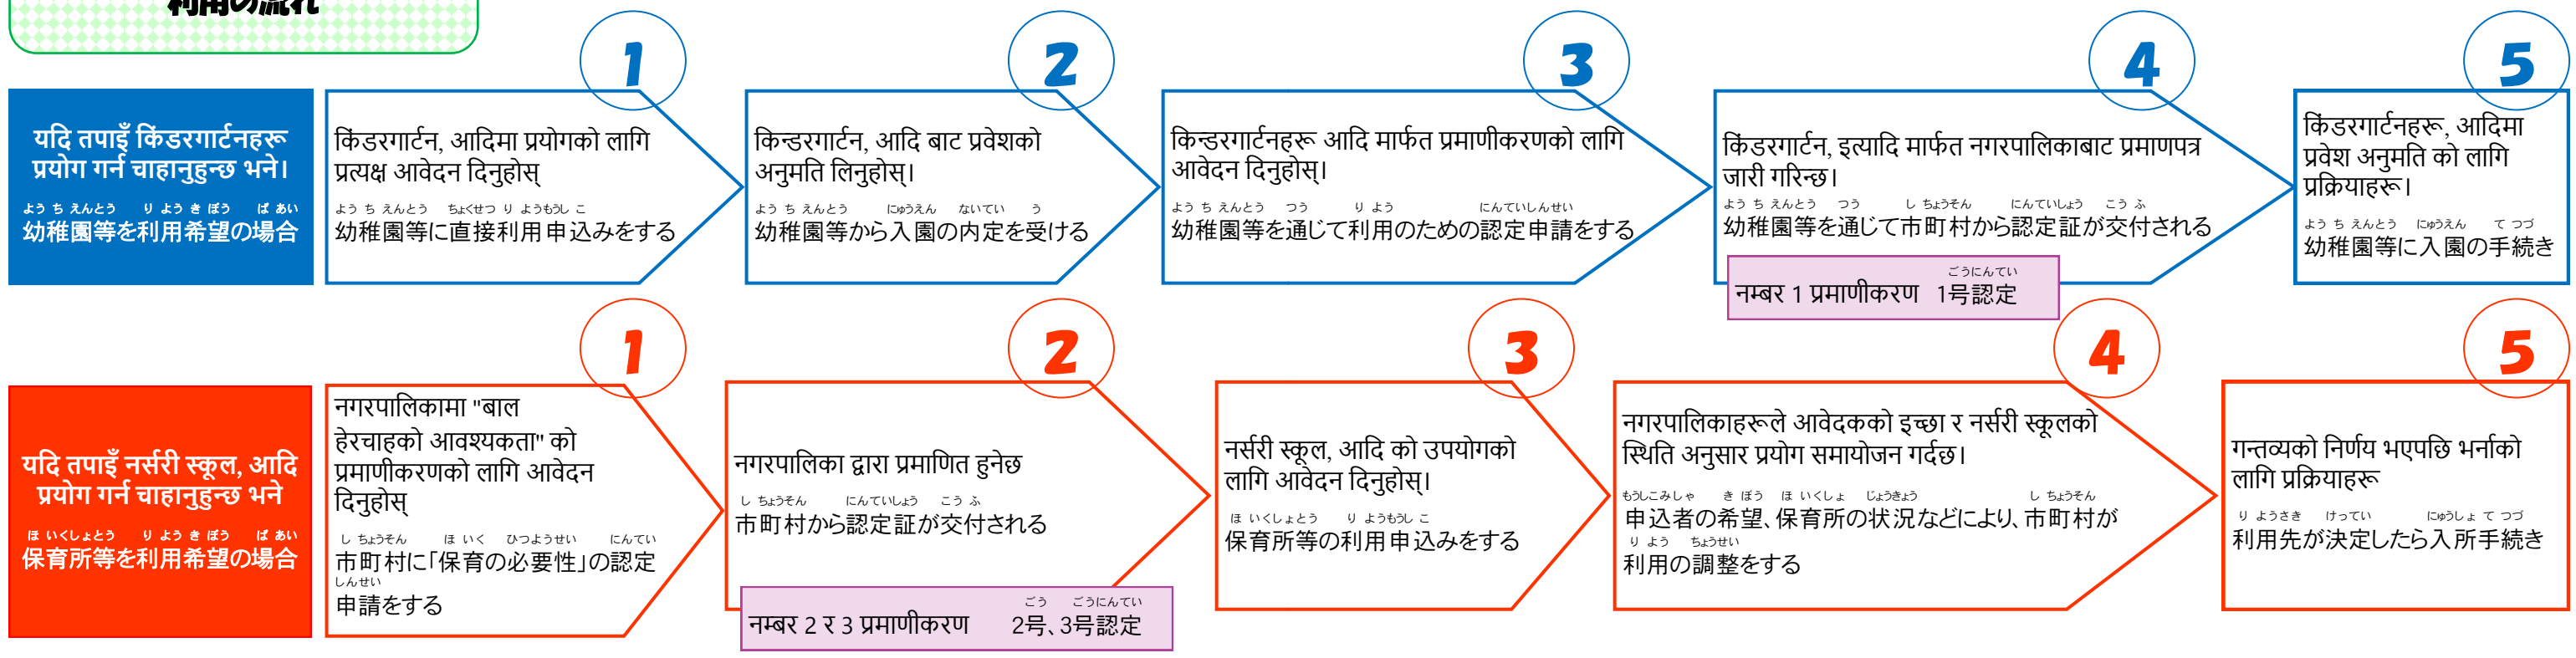 利用の流れ
1
2
3
4
5
यदि तपाइँ किंडरगार्टनहरू
प्रयोग गर्न चाहानुहुन्छ भने।
よう ち えんとう り よう き ぼう ば あい
幼稚園等を利用希望の場合
किंडरगार्टन, आदिमा प्रयोगको लागि
प्रत्यक्ष आवेदन दिनुहोस्
よう ち えんとう ちょくせつ り ようもうし こ
幼稚園等に直接利用申込みをする
किन्डरगार्टन, आदि बाट प्रवेशको
अनुमति लिनुहोस्।
よう ち えんとう にゅうえん ないてい う
幼稚園等から入園の内定を受ける
किन्डरगार्टनहरू आदि मार्फत प्रमाणीकरणको लागि
आवेदन दिनुहोस्।
よう ち えんとう つう り よう にんていしんせい
幼稚園等を通じて利用のための認定申請をする
किंडरगार्टन, इत्यादि मार्फत नगरपालिकाबाट प्रमाणपत्र
जारी गरिन्छ।
よう ち えんとう つう し ちょうそん にんていしょう こう ふ
幼稚園等を通じて市町村から認定証が交付される
ごうにんてい
नम्बर 1 प्रमाणीकरण 1号認定
किंडरगार्टनहरू, आदिमा
प्रवेश अनुमति को लागि
प्रक्रियाहरू।
よう ち えんとう にゅうえん て つづ
幼稚園等に入園の手続き
1
2
3
4
5
यदि तपाइँ नर्सरी स्कूल, आदि
प्रयोग गर्न चाहानुहुन्छ भने
ほ いくしょとう り よう き ぼう ば あい
保育所等を利用希望の場合
नगरपालिकामा "बाल
हेरचाहको आवश्यकता" को
प्रमाणीकरणको लागि आवेदन
दिनुहोस्
し ちょうそん ほ いく ひつようせい にんてい
市町村に「保育の必要性」の認定
しんせい
申請をする
नगरपालिका द्वारा प्रमाणित हुनेछ
し ちょうそん にんていしょう こう ふ
市町村から認定証が交付される
ごう ごうにんてい
नम्बर 2 र 3 प्रमाणीकरण 2号、3号認定
नर्सरी स्कूल, आदि को उपयोगको
लागि आवेदन दिनुहोस्।
ほ いくしょとう り ようもうし こ
保育所等の利用申込みをする
नगरपालिकाहरूले आवेदकको इच्छा र नर्सरी स्कूलको
स्थिति अनुसार प्रयोग समायोजन गर्दछ।
もうしこみしゃ き ぼう ほ いくしょ じょうきょう し ちょうそん
申込者の希望、保育所の状況などにより、市町村が
り よう ちょうせい
利用の調整をする
गन्तव्यको निर्णय भएपछि भर्नाको
लागि प्रक्रियाहरू
り ようさき けってい にゅうしょ て つづ
利用先が決定したら入所手続き